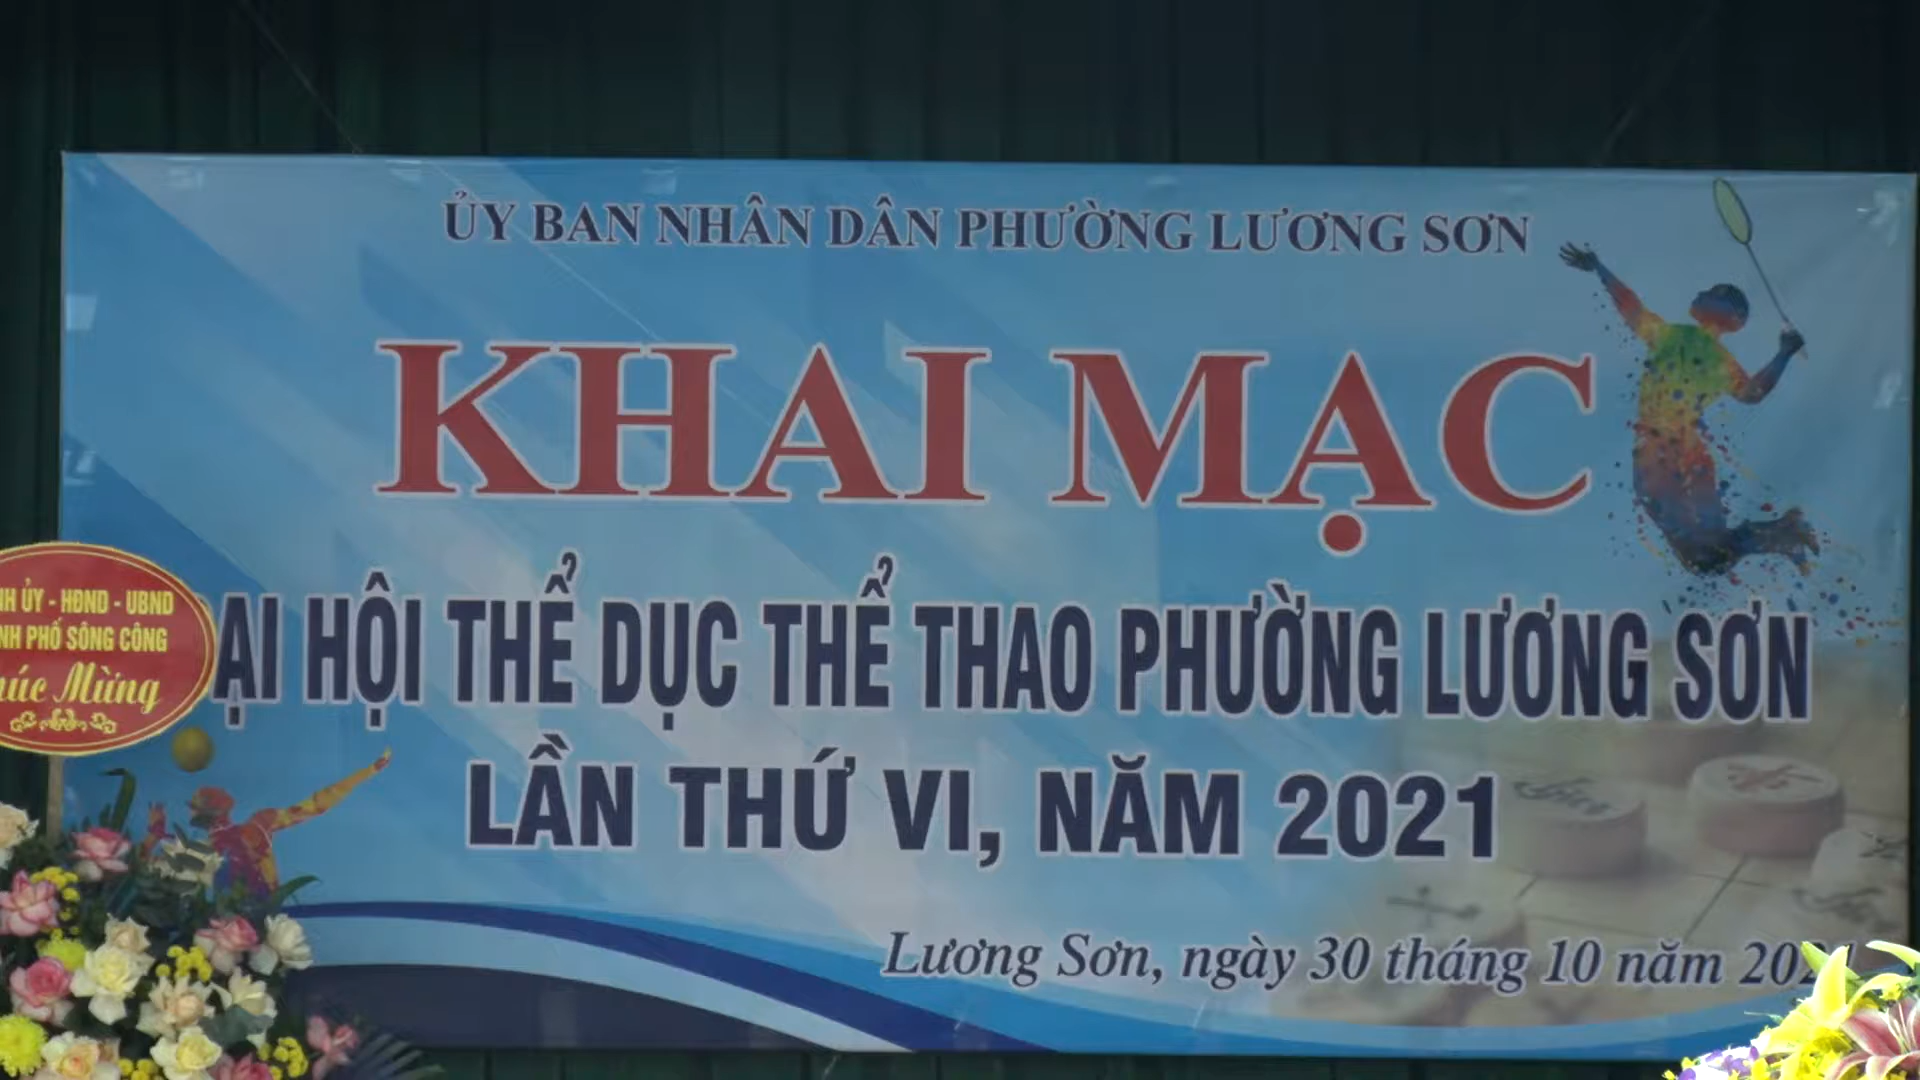 ỦY BAN NHÂN DÂN PHƯỜNG LƯƠNG SƠN
KHAI MẠC
ẠI HỘI THỂ DỤC THỂ THAO PHƯỜNG LƯƠNG SƠN
LẦN THỨ VI, NĂM 2021
Lương Sơn, ngày 30 tháng 10 năm 2021
NH ỦY - HĐND - UBND
NH PHỐ SÔNG CÔNG
húc Mừng